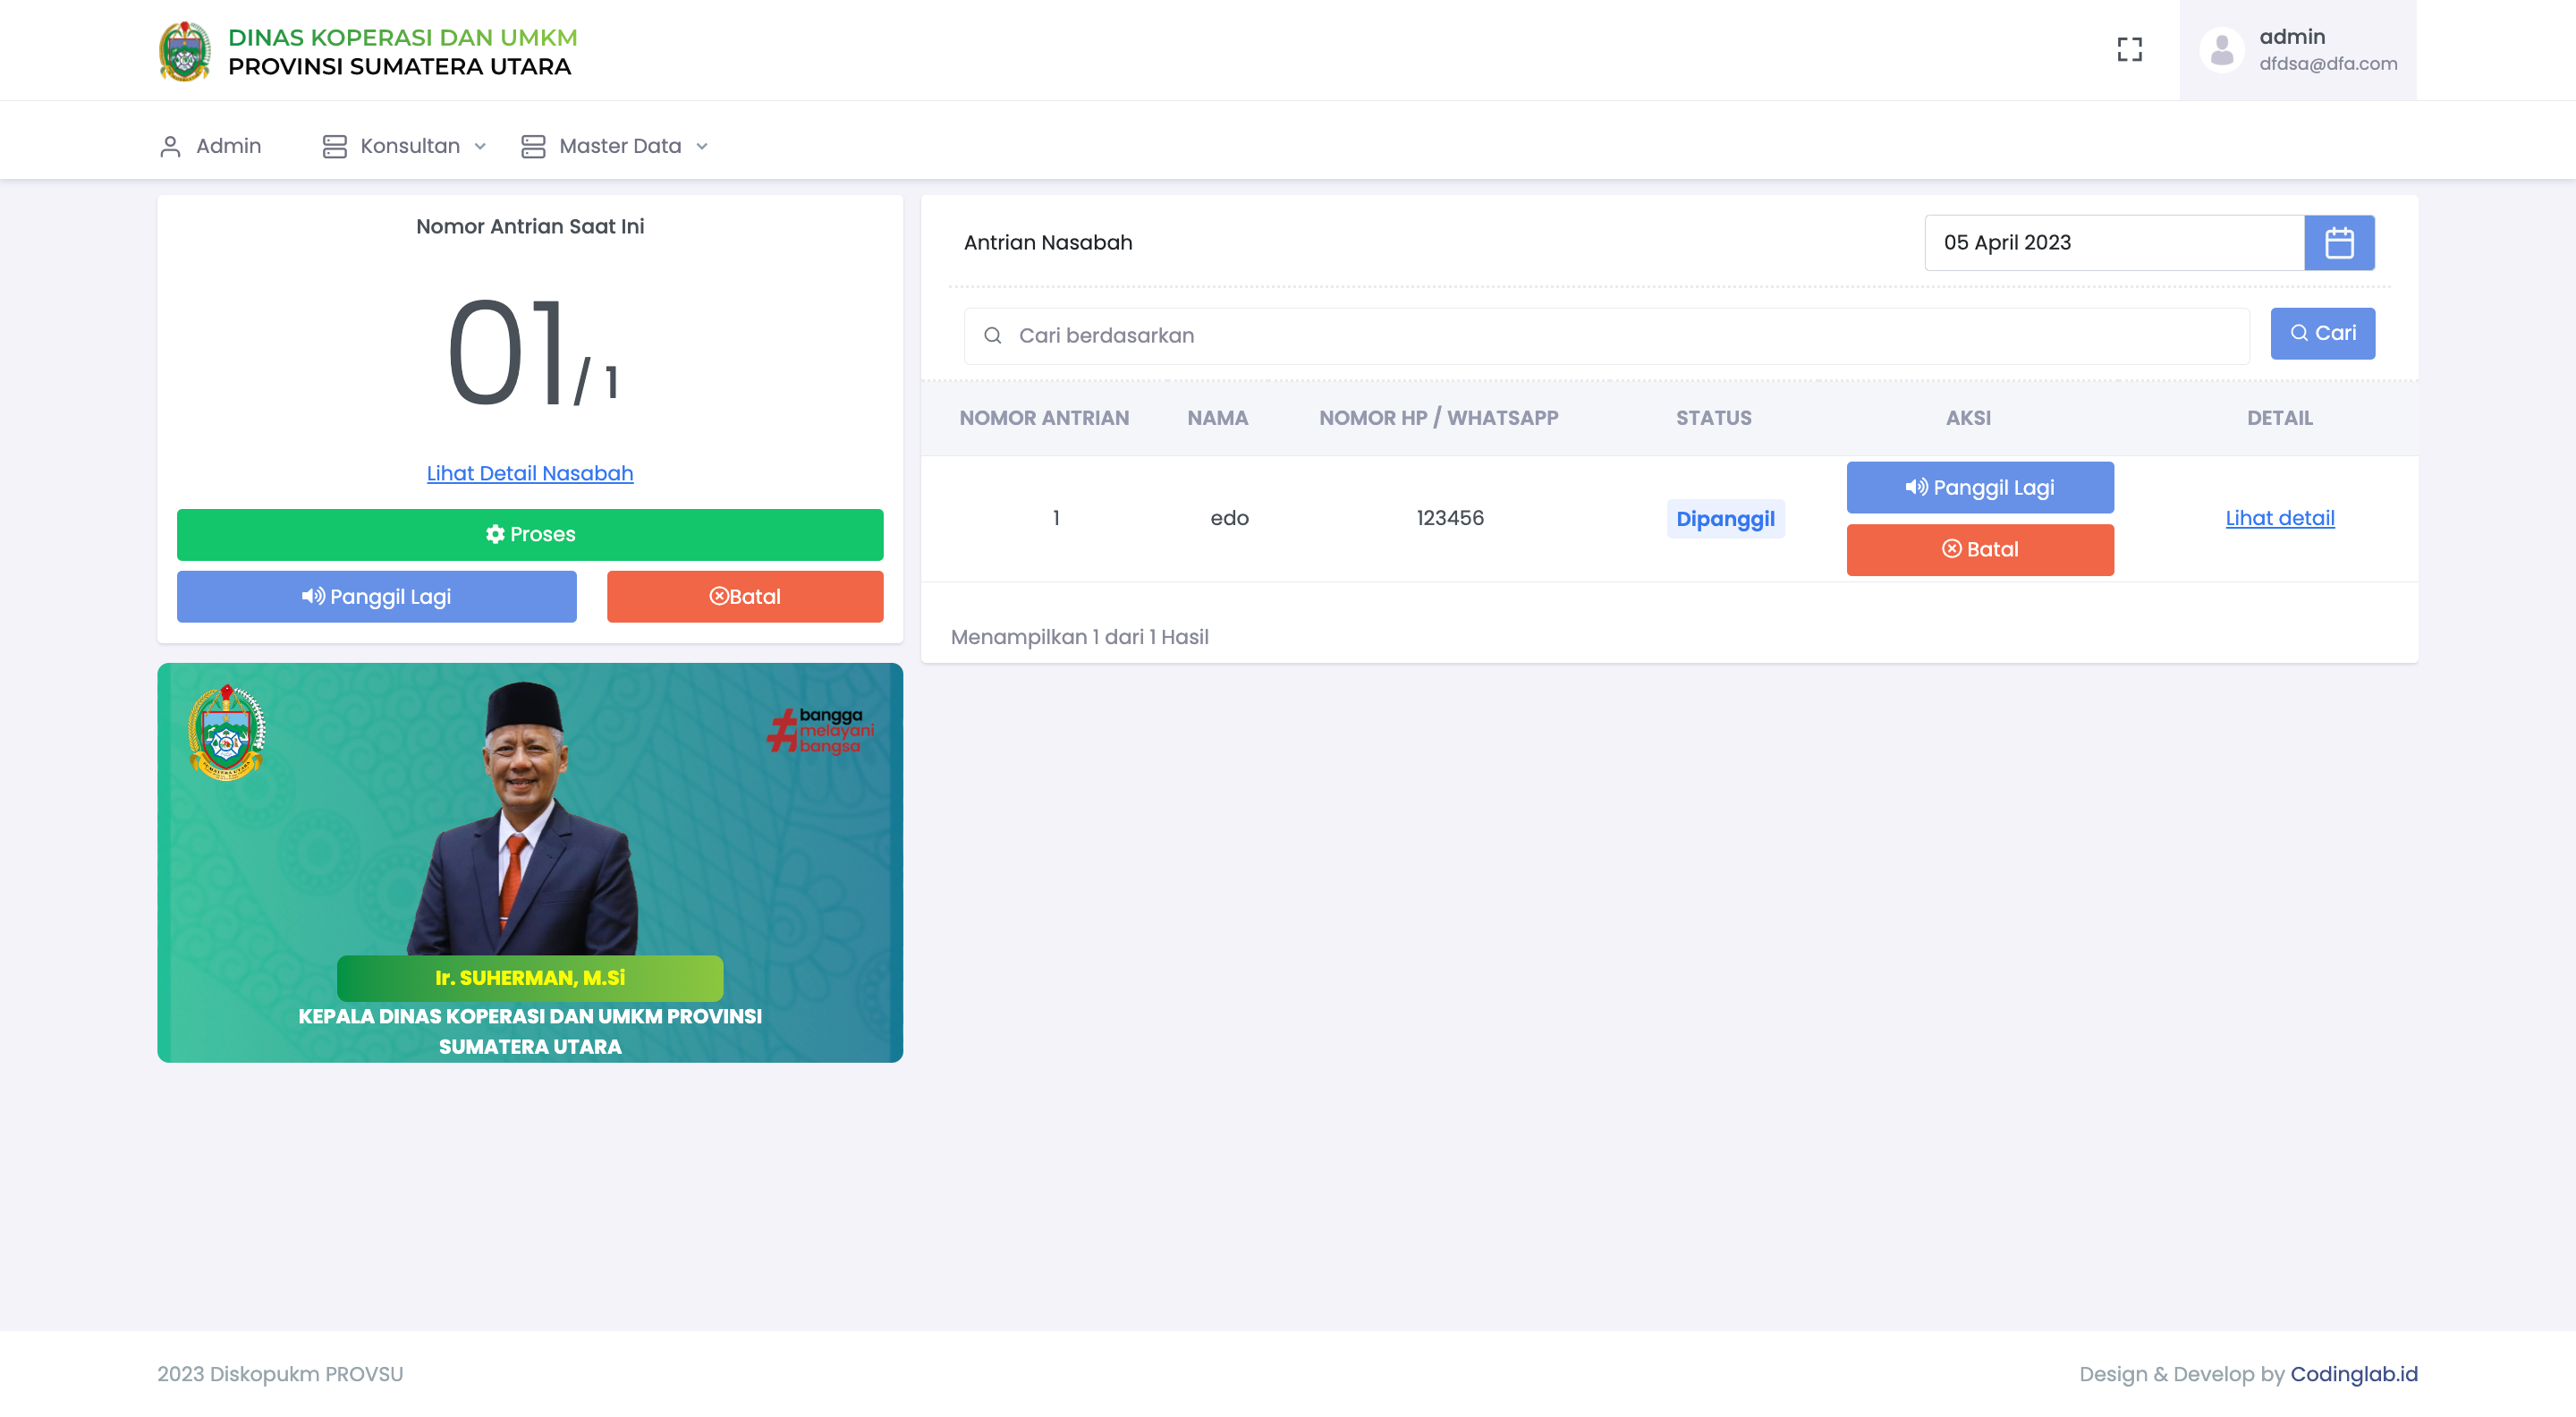 DINAS KOPERASI DAN UMKM
PROVINSI SUMATERA UTARA
admin
dfdsa@dfa.com
Admin
Konsultan
Master Data
Nomor Antrian Saat Ini
01/ 1
Lihat Detail Nasabah
Proses
Panggil Lagi
Batal
Antrian Nasabah
05 April 2023
Cari berdasarkan
Cari
NOMOR ANTRIAN NAMA NOMOR HP / WHATSAPP STATUS AKSI DETAIL
1 edo 123456 Dipanggil Panggil Lagi Lihat detail
Batal
Menampilkan 1 dari 1 Hasil
SUMATERA UTARA
#bangga
melayani
bangsa
Ir. SUHERMAN, M.Si
KEPALA DINAS KOPERASI DAN UMKM PROVINSI
SUMATERA UTARA
2023 Diskopukm PROVSU
Design & Develop by Codinglab.id